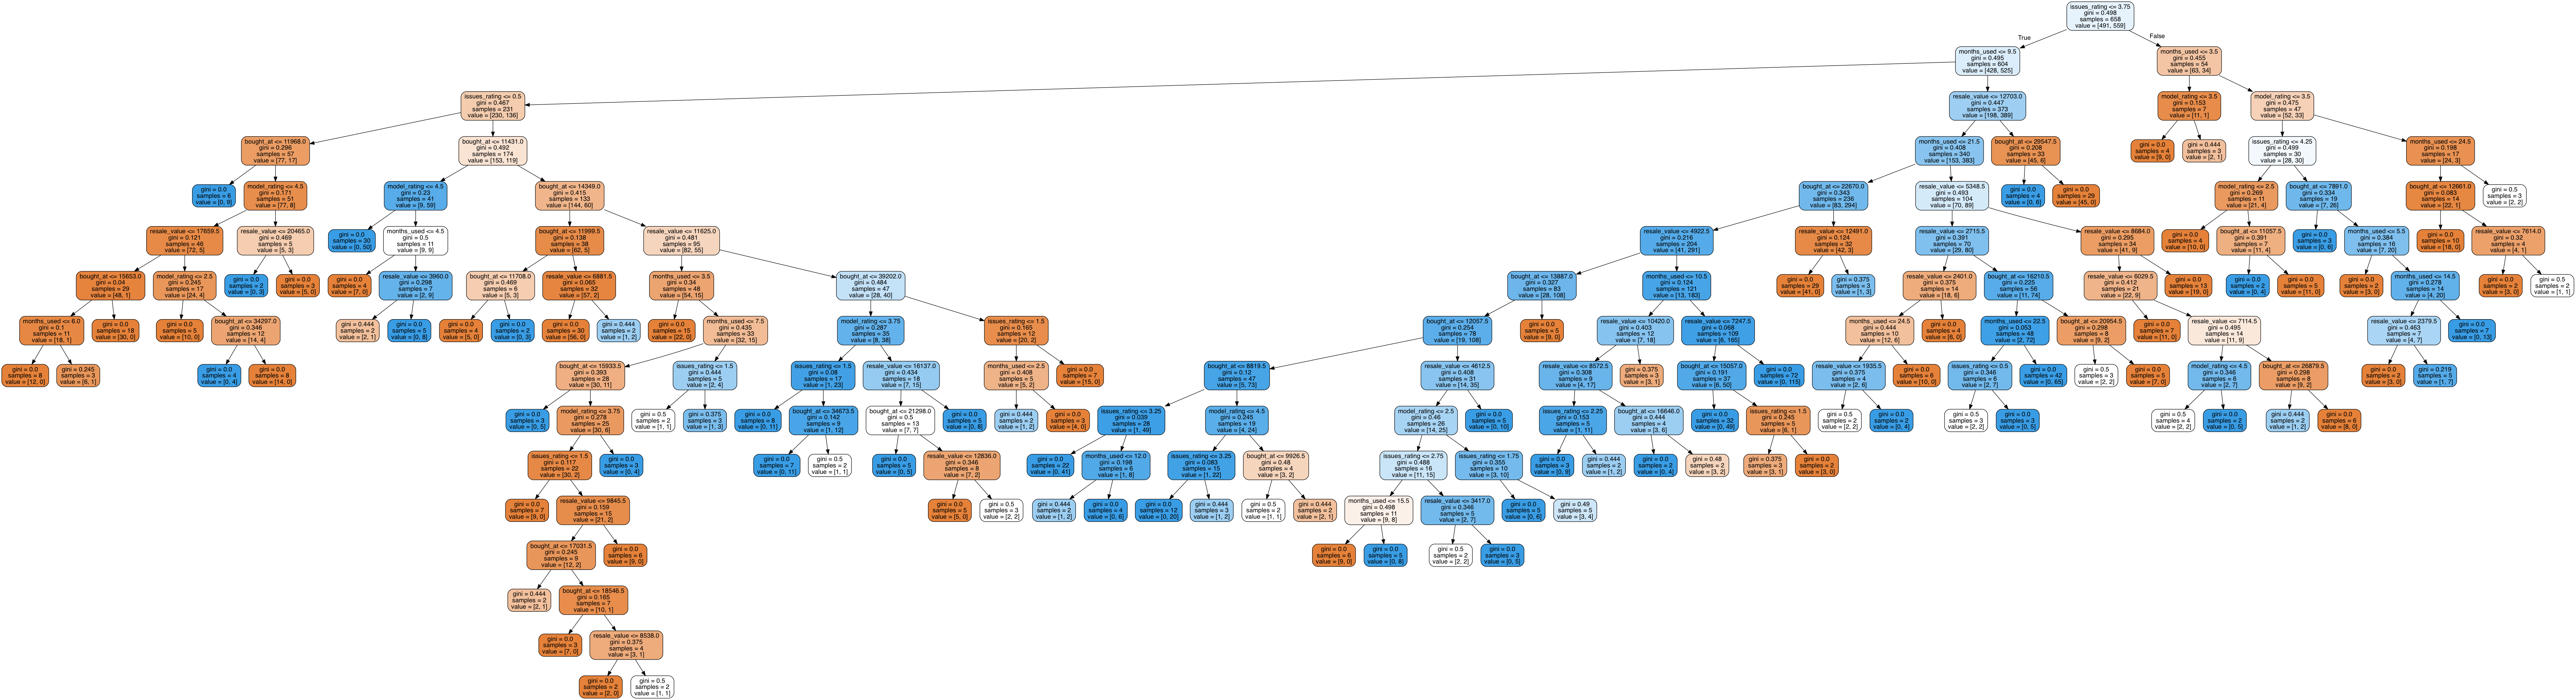 issues_rating <= 3.75
gini = 0.498
samples = 658
value = [491, 559]
True
False
months_used <= 9.5
gini = 0.495
samples = 604
value = [428, 525]
months_used <= 3.5
gini = 0.455
samples = 54
value = [63, 34]
issues_rating <= 0.5
gini = 0.467
samples = 231
value = [230, 136]
resale_value <= 12703.0
gini = 0.447
samples = 373
value = [198, 389]
model_rating <= 3.5
gini = 0.153
samples = 7
value = [11, 1]
model_rating <= 3.5
gini = 0.475
samples = 47
value = [52, 33]
bought_at <= 11968.0
gini = 0.296
samples = 57
value = [77, 17]
bought_at <= 11431.0
gini = 0.492
samples = 174
value = [153, 119]
months_used <= 21.5
gini = 0.408
samples = 340
value = [153, 383]
bought_at <= 29547.5
gini = 0.208
samples = 33
value = [45, 6]
gini = 0.0
samples = 4
value = [9, 0]
gini = 0.444
samples = 3
value = [2, 1]
issues_rating <= 4.25
gini = 0.499
samples = 30
value = [28, 30]
months_used <= 24.5
gini = 0.198
samples = 17
value = [24, 3]
gini = 0.0
samples = 6
value = [0, 9]
model_rating <= 4.5
gini = 0.171
samples = 51
value = [77, 8]
model_rating <= 4.5
gini = 0.23
samples = 41
value = [9, 59]
bought_at <= 14349.0
gini = 0.415
samples = 133
value = [144, 60]
bought_at <= 22670.0
gini = 0.343
samples = 236
value = [83, 294]
resale_value <= 5348.5
gini = 0.493
samples = 104
value = [70, 89]
gini = 0.0
samples = 4
value = [0, 6]
gini = 0.0
samples = 29
value = [45, 0]
model_rating <= 2.5
gini = 0.269
samples = 11
value = [21, 4]
bought_at <= 7891.0
gini = 0.334
samples = 19
value = [7, 26]
bought_at <= 12661.0
gini = 0.083
samples = 14
value = [22, 1]
gini = 0.5
samples = 3
value = [2, 2]
resale_value <= 17659.5
gini = 0.121
samples = 46
value = [72, 5]
resale_value <= 20465.0
gini = 0.469
samples = 5
value = [5, 3]
gini = 0.0
samples = 30
value = [0, 50]
months_used <= 4.5
gini = 0.5
samples = 11
value = [9, 9]
bought_at <= 11999.5
gini = 0.138
samples = 38
value = [62, 5]
resale_value <= 11625.0
gini = 0.481
samples = 95
value = [82, 55]
resale_value <= 4922.5
gini = 0.216
samples = 204
value = [41, 291]
resale_value <= 12491.0
gini = 0.124
samples = 32
value = [42, 3]
resale_value <= 2715.5
gini = 0.391
samples = 70
value = [29, 80]
resale_value <= 8684.0
gini = 0.295
samples = 34
value = [41, 9]
gini = 0.0
samples = 4
value = [10, 0]
bought_at <= 11057.5
gini = 0.391
samples = 7
value = [11, 4]
gini = 0.0
samples = 3
value = [0, 6]
months_used <= 5.5
gini = 0.384
samples = 16
value = [7, 20]
gini = 0.0
samples = 10
value = [18, 0]
resale_value <= 7614.0
gini = 0.32
samples = 4
value = [4, 1]
bought_at <= 15653.0
gini = 0.04
samples = 29
value = [48, 1]
model_rating <= 2.5
gini = 0.245
samples = 17
value = [24, 4]
gini = 0.0
samples = 2
value = [0, 3]
gini = 0.0
samples = 3
value = [5, 0]
gini = 0.0
samples = 4
value = [7, 0]
resale_value <= 3960.0
gini = 0.298
samples = 7
value = [2, 9]
bought_at <= 11708.0
gini = 0.469
samples = 6
value = [5, 3]
resale_value <= 6881.5
gini = 0.065
samples = 32
value = [57, 2]
months_used <= 3.5
gini = 0.34
samples = 48
value = [54, 15]
bought_at <= 39202.0
gini = 0.484
samples = 47
value = [28, 40]
bought_at <= 13887.0
gini = 0.327
samples = 83
value = [28, 108]
months_used <= 10.5
gini = 0.124
samples = 121
value = [13, 183]
gini = 0.0
samples = 29
value = [41, 0]
gini = 0.375
samples = 3
value = [1, 3]
resale_value <= 2401.0
gini = 0.375
samples = 14
value = [18, 6]
bought_at <= 16210.5
gini = 0.225
samples = 56
value = [11, 74]
resale_value <= 6029.5
gini = 0.412
samples = 21
value = [22, 9]
gini = 0.0
samples = 13
value = [19, 0]
gini = 0.0
samples = 2
value = [0, 4]
gini = 0.0
samples = 5
value = [11, 0]
gini = 0.0
samples = 2
value = [3, 0]
months_used <= 14.5
gini = 0.278
samples = 14
value = [4, 20]
gini = 0.0
samples = 2
value = [3, 0]
gini = 0.5
samples = 2
value = [1, 1]
months_used <= 6.0
gini = 0.1
samples = 11
value = [18, 1]
gini = 0.0
samples = 18
value = [30, 0]
gini = 0.0
samples = 5
value = [10, 0]
bought_at <= 34297.0
gini = 0.346
samples = 12
value = [14, 4]
gini = 0.444
samples = 2
value = [2, 1]
gini = 0.0
samples = 5
value = [0, 8]
gini = 0.0
samples = 4
value = [5, 0]
gini = 0.0
samples = 2
value = [0, 3]
gini = 0.0
samples = 30
value = [56, 0]
gini = 0.444
samples = 2
value = [1, 2]
gini = 0.0
samples = 15
value = [22, 0]
months_used <= 7.5
gini = 0.435
samples = 33
value = [32, 15]
model_rating <= 3.75
gini = 0.287
samples = 35
value = [8, 38]
issues_rating <= 1.5
gini = 0.165
samples = 12
value = [20, 2]
bought_at <= 12057.5
gini = 0.254
samples = 78
value = [19, 108]
gini = 0.0
samples = 5
value = [9, 0]
resale_value <= 10420.0
gini = 0.403
samples = 12
value = [7, 18]
resale_value <= 7247.5
gini = 0.068
samples = 109
value = [6, 165]
months_used <= 24.5
gini = 0.444
samples = 10
value = [12, 6]
gini = 0.0
samples = 4
value = [6, 0]
months_used <= 22.5
gini = 0.053
samples = 48
value = [2, 72]
bought_at <= 20954.5
gini = 0.298
samples = 8
value = [9, 2]
gini = 0.0
samples = 7
value = [11, 0]
resale_value <= 7114.5
gini = 0.495
samples = 14
value = [11, 9]
resale_value <= 2379.5
gini = 0.463
samples = 7
value = [4, 7]
gini = 0.0
samples = 7
value = [0, 13]
gini = 0.0
samples = 8
value = [12, 0]
gini = 0.245
samples = 3
value = [6, 1]
gini = 0.0
samples = 4
value = [0, 4]
gini = 0.0
samples = 8
value = [14, 0]
bought_at <= 15933.5
gini = 0.393
samples = 28
value = [30, 11]
issues_rating <= 1.5
gini = 0.444
samples = 5
value = [2, 4]
issues_rating <= 1.5
gini = 0.08
samples = 17
value = [1, 23]
resale_value <= 16137.0
gini = 0.434
samples = 18
value = [7, 15]
months_used <= 2.5
gini = 0.408
samples = 5
value = [5, 2]
gini = 0.0
samples = 7
value = [15, 0]
bought_at <= 8819.5
gini = 0.12
samples = 47
value = [5, 73]
resale_value <= 4612.5
gini = 0.408
samples = 31
value = [14, 35]
resale_value <= 8572.5
gini = 0.308
samples = 9
value = [4, 17]
gini = 0.375
samples = 3
value = [3, 1]
bought_at <= 15057.0
gini = 0.191
samples = 37
value = [6, 50]
gini = 0.0
samples = 72
value = [0, 115]
resale_value <= 1935.5
gini = 0.375
samples = 4
value = [2, 6]
gini = 0.0
samples = 6
value = [10, 0]
issues_rating <= 0.5
gini = 0.346
samples = 6
value = [2, 7]
gini = 0.0
samples = 42
value = [0, 65]
gini = 0.5
samples = 3
value = [2, 2]
gini = 0.0
samples = 5
value = [7, 0]
model_rating <= 4.5
gini = 0.346
samples = 6
value = [2, 7]
bought_at <= 26879.5
gini = 0.298
samples = 8
value = [9, 2]
gini = 0.0
samples = 2
value = [3, 0]
gini = 0.219
samples = 5
value = [1, 7]
gini = 0.0
samples = 3
value = [0, 5]
model_rating <= 3.75
gini = 0.278
samples = 25
value = [30, 6]
gini = 0.5
samples = 2
value = [1, 1]
gini = 0.375
samples = 3
value = [1, 3]
gini = 0.0
samples = 8
value = [0, 11]
bought_at <= 34673.5
gini = 0.142
samples = 9
value = [1, 12]
bought_at <= 21298.0
gini = 0.5
samples = 13
value = [7, 7]
gini = 0.0
samples = 5
value = [0, 8]
gini = 0.444
samples = 2
value = [1, 2]
gini = 0.0
samples = 3
value = [4, 0]
issues_rating <= 3.25
gini = 0.039
samples = 28
value = [1, 49]
model_rating <= 4.5
gini = 0.245
samples = 19
value = [4, 24]
model_rating <= 2.5
gini = 0.46
samples = 26
value = [14, 25]
gini = 0.0
samples = 5
value = [0, 10]
issues_rating <= 2.25
gini = 0.153
samples = 5
value = [1, 11]
bought_at <= 16646.0
gini = 0.444
samples = 4
value = [3, 6]
gini = 0.0
samples = 32
value = [0, 49]
issues_rating <= 1.5
gini = 0.245
samples = 5
value = [6, 1]
gini = 0.5
samples = 2
value = [2, 2]
gini = 0.0
samples = 2
value = [0, 4]
gini = 0.5
samples = 3
value = [2, 2]
gini = 0.0
samples = 3
value = [0, 5]
gini = 0.5
samples = 4
value = [2, 2]
gini = 0.0
samples = 2
value = [0, 5]
gini = 0.444
samples = 2
value = [1, 2]
gini = 0.0
samples = 6
value = [8, 0]
issues_rating <= 1.5
gini = 0.117
samples = 22
value = [30, 2]
gini = 0.0
samples = 3
value = [0, 4]
gini = 0.0
samples = 7
value = [0, 11]
gini = 0.5
samples = 2
value = [1, 1]
gini = 0.0
samples = 5
value = [0, 5]
resale_value <= 12836.0
gini = 0.346
samples = 8
value = [7, 2]
gini = 0.0
samples = 22
value = [0, 41]
months_used <= 12.0
gini = 0.198
samples = 6
value = [1, 8]
issues_rating <= 3.25
gini = 0.083
samples = 15
value = [1, 22]
bought_at <= 9926.5
gini = 0.48
samples = 4
value = [3, 2]
issues_rating <= 2.75
gini = 0.488
samples = 16
value = [11, 15]
issues_rating <= 1.75
gini = 0.355
samples = 10
value = [3, 10]
gini = 0.0
samples = 3
value = [0, 9]
gini = 0.444
samples = 2
value = [1, 2]
gini = 0.0
samples = 2
value = [0, 4]
gini = 0.48
samples = 2
value = [3, 2]
gini = 0.375
samples = 3
value = [3, 1]
gini = 0.0
samples = 2
value = [3, 0]
gini = 0.0
samples = 7
value = [9, 0]
resale_value <= 9845.5
gini = 0.159
samples = 15
value = [21, 2]
gini = 0.0
samples = 5
value = [5, 0]
gini = 0.5
samples = 3
value = [2, 2]
gini = 0.444
samples = 2
value = [1, 2]
gini = 0.0
samples = 4
value = [0, 6]
gini = 0.0
samples = 12
value = [0, 20]
gini = 0.444
samples = 3
value = [1, 2]
gini = 0.5
samples = 2
value = [1, 1]
gini = 0.444
samples = 2
value = [2, 1]
months_used <= 15.5
gini = 0.498
samples = 11
value = [9, 8]
resale_value <= 3417.0
gini = 0.346
samples = 5
value = [2, 7]
gini = 0.0
samples = 5
value = [0, 6]
gini = 0.49
samples = 5
value = [3, 4]
bought_at <= 17031.5
gini = 0.245
samples = 9
value = [12, 2]
gini = 0.0
samples = 6
value = [9, 0]
gini = 0.0
samples = 6
value = [9, 0]
gini = 0.0
samples = 5
value = [0, 8]
gini = 0.5
samples = 2
value = [2, 2]
gini = 0.0
samples = 3
value = [0, 5]
gini = 0.444
samples = 2
value = [2, 1]
bought_at <= 18546.5
gini = 0.165
samples = 7
value = [10, 1]
gini = 0.0
samples = 3
value = [7, 0]
resale_value <= 8538.0
gini = 0.375
samples = 4
value = [3, 1]
gini = 0.0
samples = 2
value = [2, 0]
gini = 0.5
samples = 2
value = [1, 1]